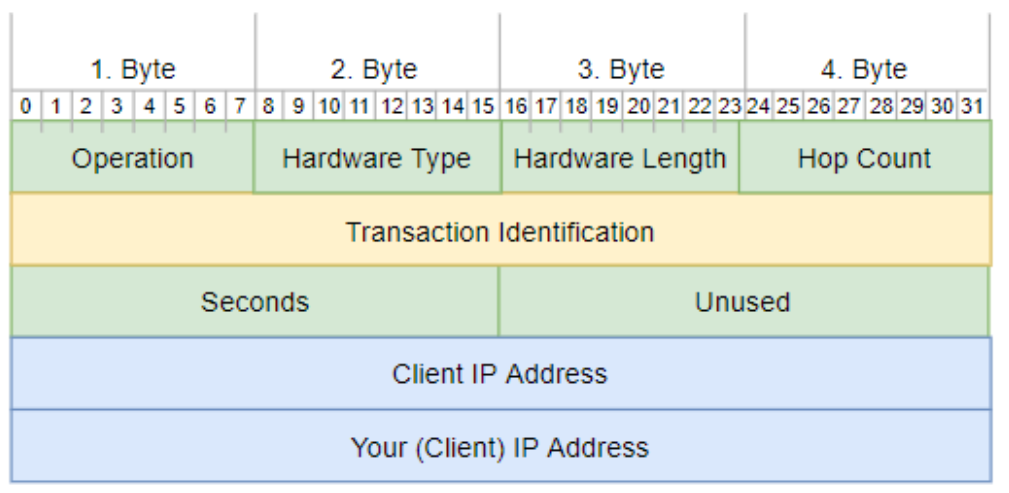 1. Byte 2. Byte 3. Byte 4. Byte
0 1 2 3 4 5 6 7 8 9 10 11 12 13 14 15 16 17 18 19 20 21 22 23 24 25 26 27 28 29 30 31
Operation Hardware Type Hardware Length Hop Count
Transaction Identification
Seconds Unused
Client IP Address
Your (Client) IP Address